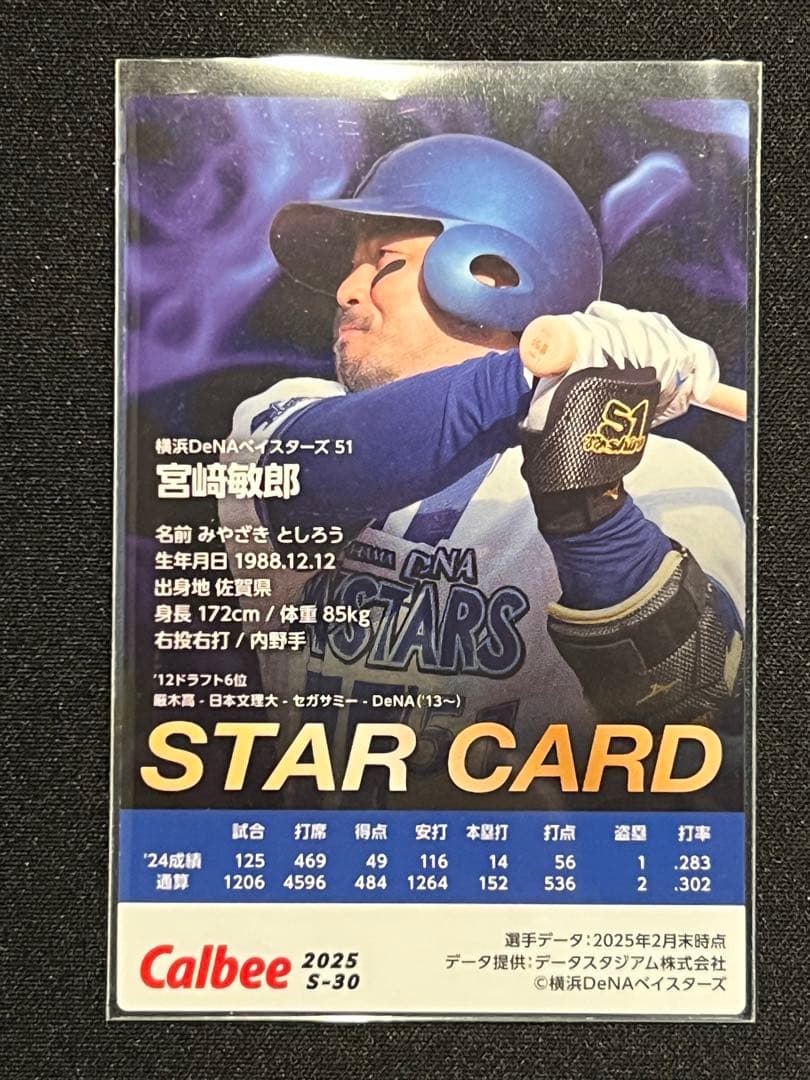 51
Toshiro
横浜DeNAベイスターズ 51
宮﨑敏郎
名前 みやざき としろう
生年月日 1988.12.12
出身地 佐賀県
身長 172cm / 体重 85kg
右投右打 / 内野手
'12ドラフト6位
厳木高 - 日本文理大 - セガサミー - DeNA('13〜)
DeNA
STARS
51
STAR CARD
試合 打席 得点 安打 本塁打 打点 盗塁 打率
'24成績 125 469 49 116 14 56 1 .283
通算 1206 4596 484 1264 152 536 2 .302
Calbee 2025
S-30
選手データ:2025年2月末時点
データ提供:データスタジアム株式会社
©横浜DeNAベイスターズ